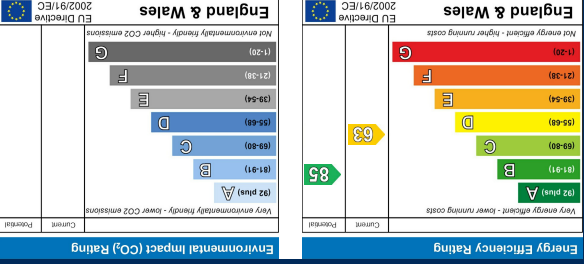 Energy Efficiency Rating
Current Potential
Very energy efficient - lower running costs
(92 plus) A
(81-91) B
85
(69-80) C
63
(55-68) D
(39-54) E
(21-38) F
(1-20) G
Not energy efficient - higher running costs
England & Wales
EU Directive
2002/91/EC
Environmental Impact (CO₂) Rating
Current Potential
Very environmentally friendly - lower CO2 emissions
(92 plus) A
(81-91) B
(69-80) C
(55-68) D
(39-54) E
(21-38) F
(1-20) G
Not environmentally friendly - higher CO2 emissions
England & Wales
EU Directive
2002/91/EC